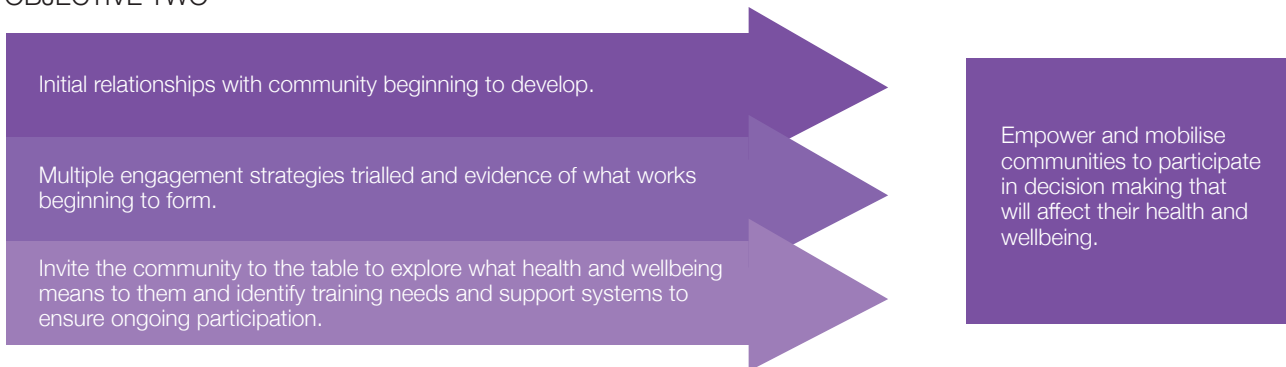 OBJECTIVE TWO
Initial relationships with community beginning to develop.
Multiple engagement strategies trialled and evidence of what works
beginning to form.
Invite the community to the table to explore what health and wellbeing
means to them and identify training needs and support systems to
ensure ongoing participation.
Empower and mobilise
communities to participate
in decision making that
will affect their health and
wellbeing.